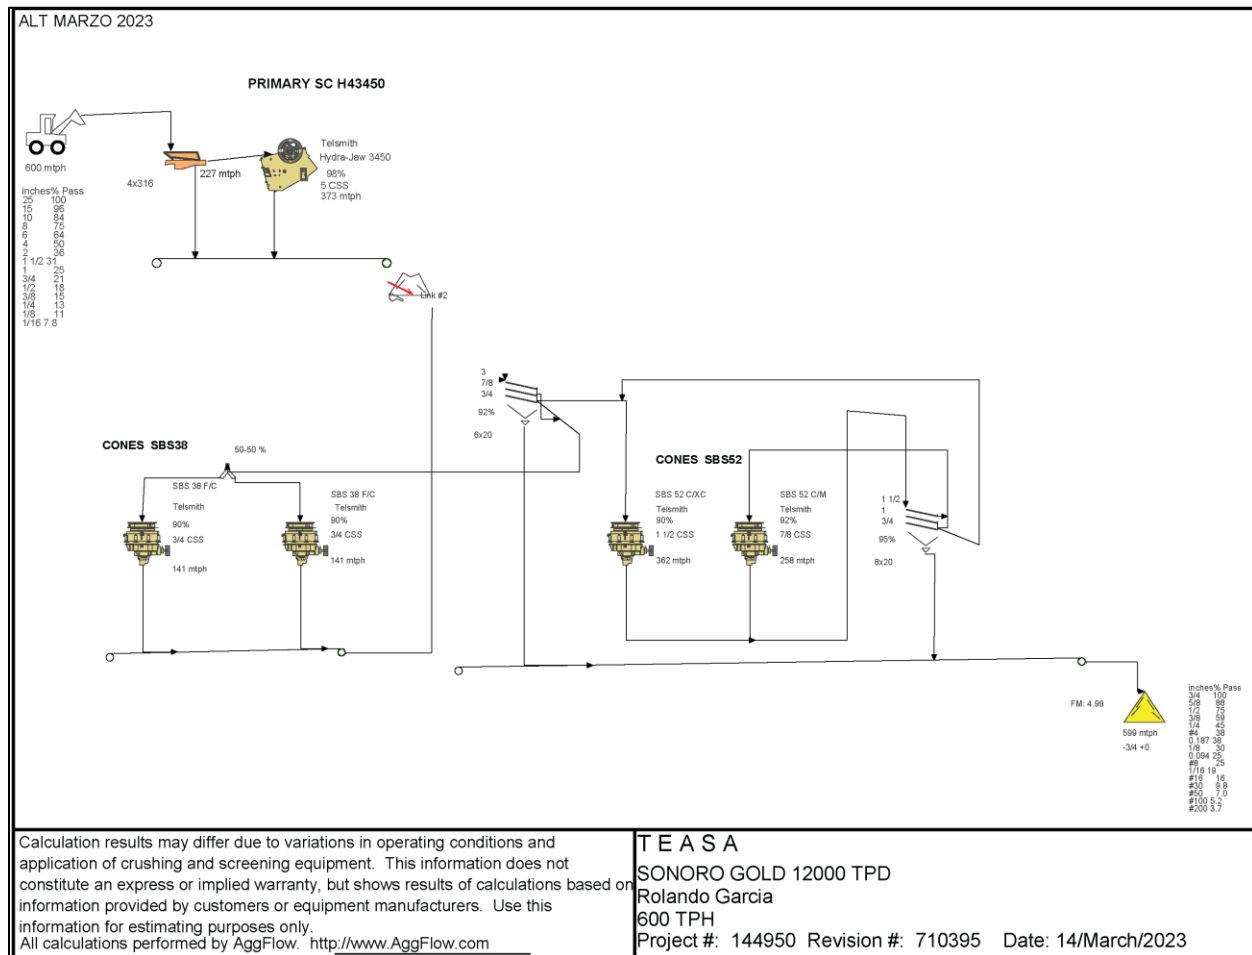 ALT MARZO 2023
PRIMARY SC H43450
600 mtph
4x316
227 mtph
Telsmith
Hydra-Jaw 3450
98%
5 CSS
373 mtph
inches% Pass
25 100
15 96
10 84
8 75
6 64
4 50
2 36
1 1/2 31
1 25
3/4 21
1/2 18
3/8 15
1/4 13
1/8 11
1/16 7.8
Link #2
3
7/8
3/4
92%
6x20
CONES SBS38
50-50 %
SBS 38 F/C
Telsmith
90%
3/4 CSS
141 mtph
SBS 38 F/C
Telsmith
90%
3/4 CSS
141 mtph
CONES SBS52
SBS 52 C/XC
Telsmith
90%
1 1/2 CSS
362 mtph
SBS 52 C/M
Telsmith
92%
7/8 CSS
258 mtph
1 1/2
1
3/4
95%
8x20
FM: 4.99
599 mtph
-3/4 +0
inches% Pass
3/4 100
5/8 88
1/2 75
3/8 59
1/4 45
#4 38
0.187 38
1/8 30
0.094 25
#8 25
1/16 19
#16 16
#30 9.8
#50 7.0
#100 5.2
#200 3.7
Calculation results may differ due to variations in operating conditions and
application of crushing and screening equipment. This information does not
constitute an express or implied warranty, but shows results of calculations based on
information provided by customers or equipment manufacturers. Use this
information for estimating purposes only.
All calculations performed by AggFlow. http://www.AggFlow.com
T E A S A
SONORO GOLD 12000 TPD
Rolando Garcia
600 TPH
Project #: 144950 Revision #: 710395 Date: 14/March/2023